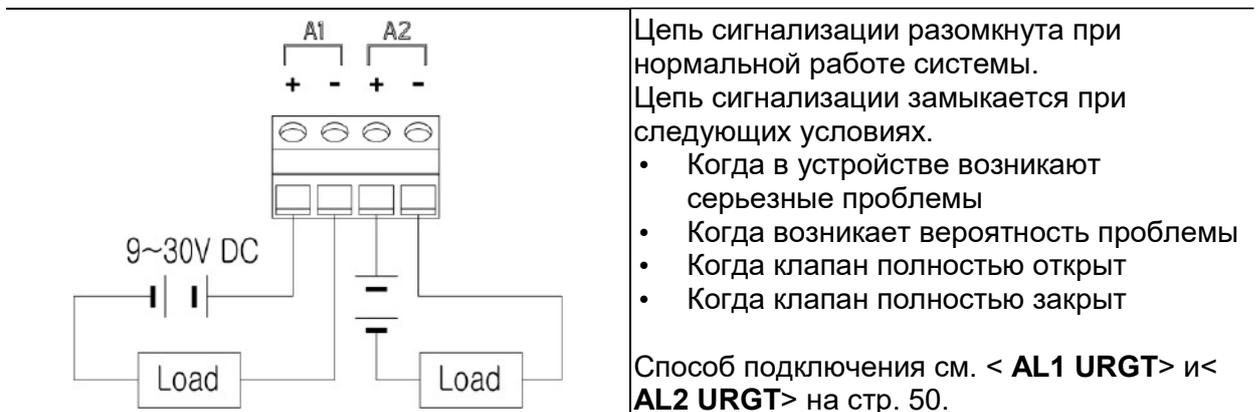 A1 A2
+ - + -
9~30V DC
Load Load
Цепь сигнализации разомкнута при
нормальной работе системы.
Цепь сигнализации замыкается при
следующих условиях.
• Когда в устройстве возникают
серьезные проблемы
• Когда возникает вероятность проблемы
• Когда клапан полностью открыт
• Когда клапан полностью закрыт
Способ подключения см. < AL1 URGT> и<
AL2 URGT> на стр. 50.